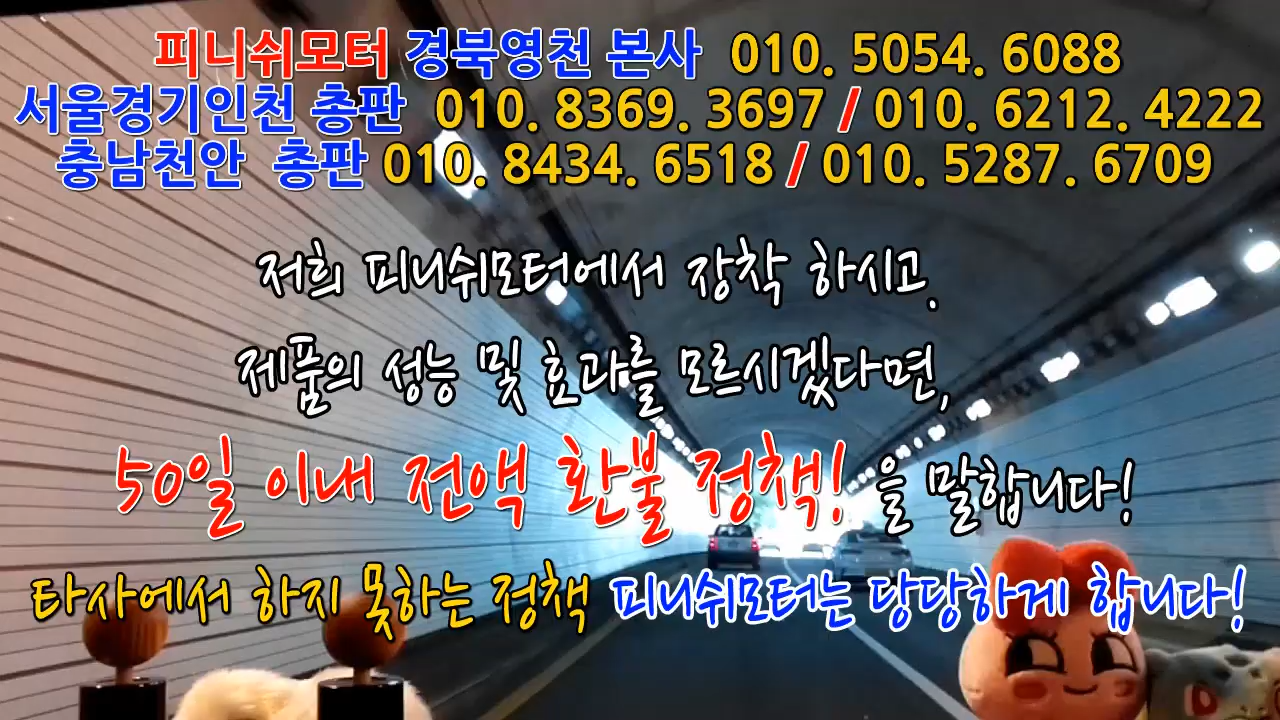 피니쉬모터 경북영천 본사 010. 5054. 6088
서울경기인천 총판 010. 8369. 3697 / 010. 6212. 4222
충남천안 총판 010. 8434. 6518 / 010. 5287. 6709
저희 피니쉬모터에서 장착 하시고.
제품의 성능 및 효과를 모르시겠다면,
50일 이내 전액 환불 정책! 을 말합니다!
타사에서 하지 못하는 정책 피니쉬모터는 당당하게 합니다!